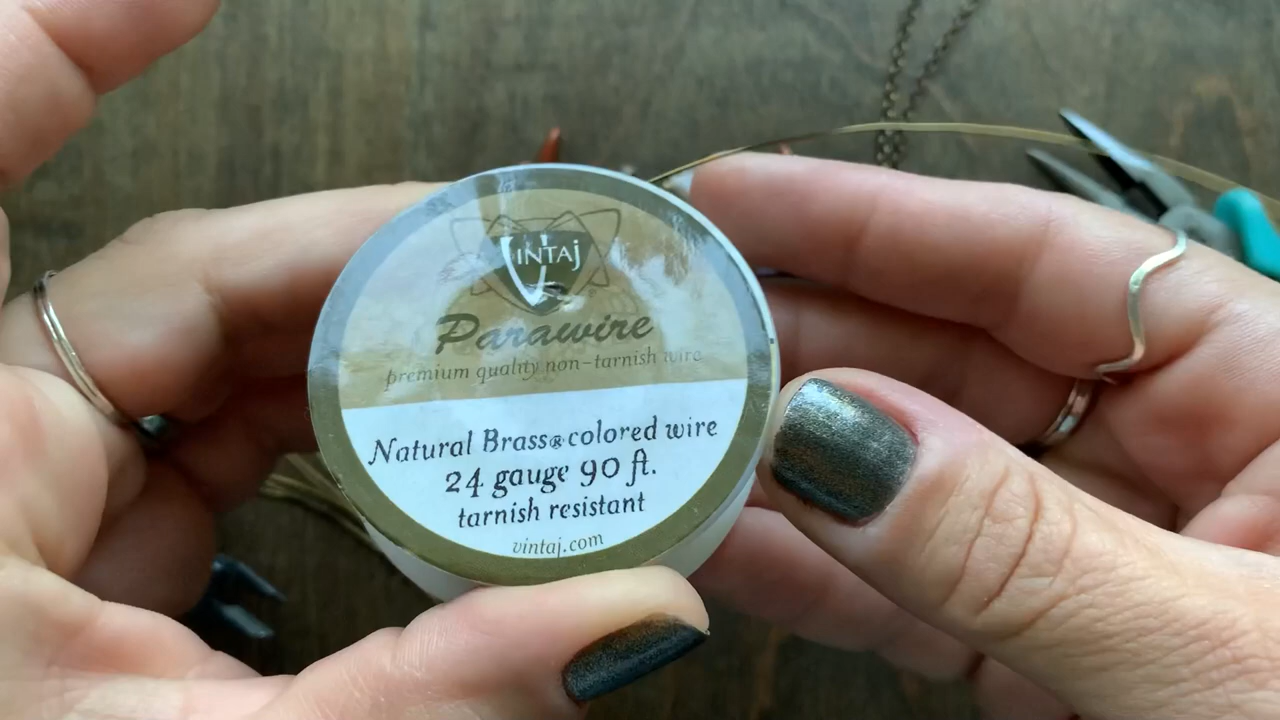 VINTAJ
Parawire
premium quality non-tarnish wire
Natural Brass® colored wire
24 gauge 90 ft.
tarnish resistant
vintaj.com